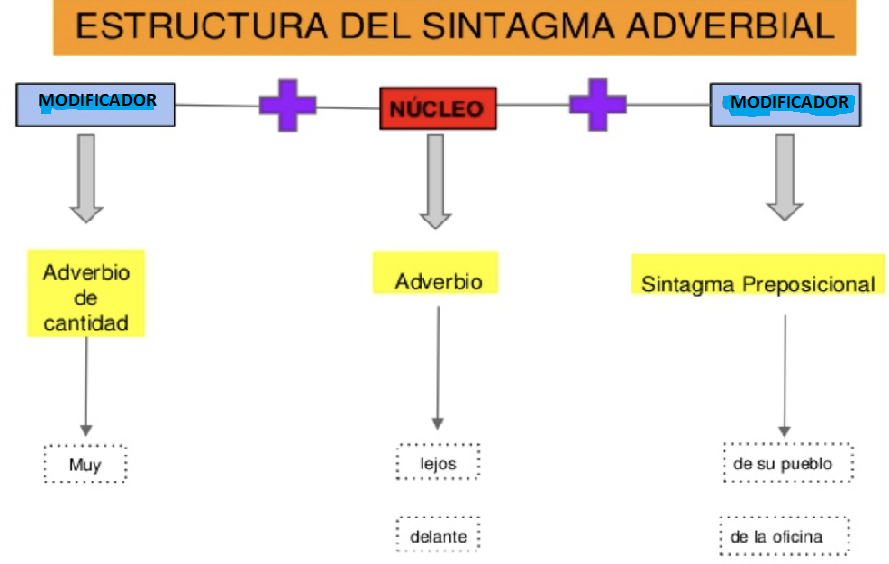 ESTRUCTURA DEL SINTAGMA ADVERBIAL
MODIFICADOR
NÚCLEO
MODIFICADOR
Adverbio
de
cantidad
Adverbio
Sintagma Preposicional
Muy
lejos
de su pueblo
delante
de la oficina